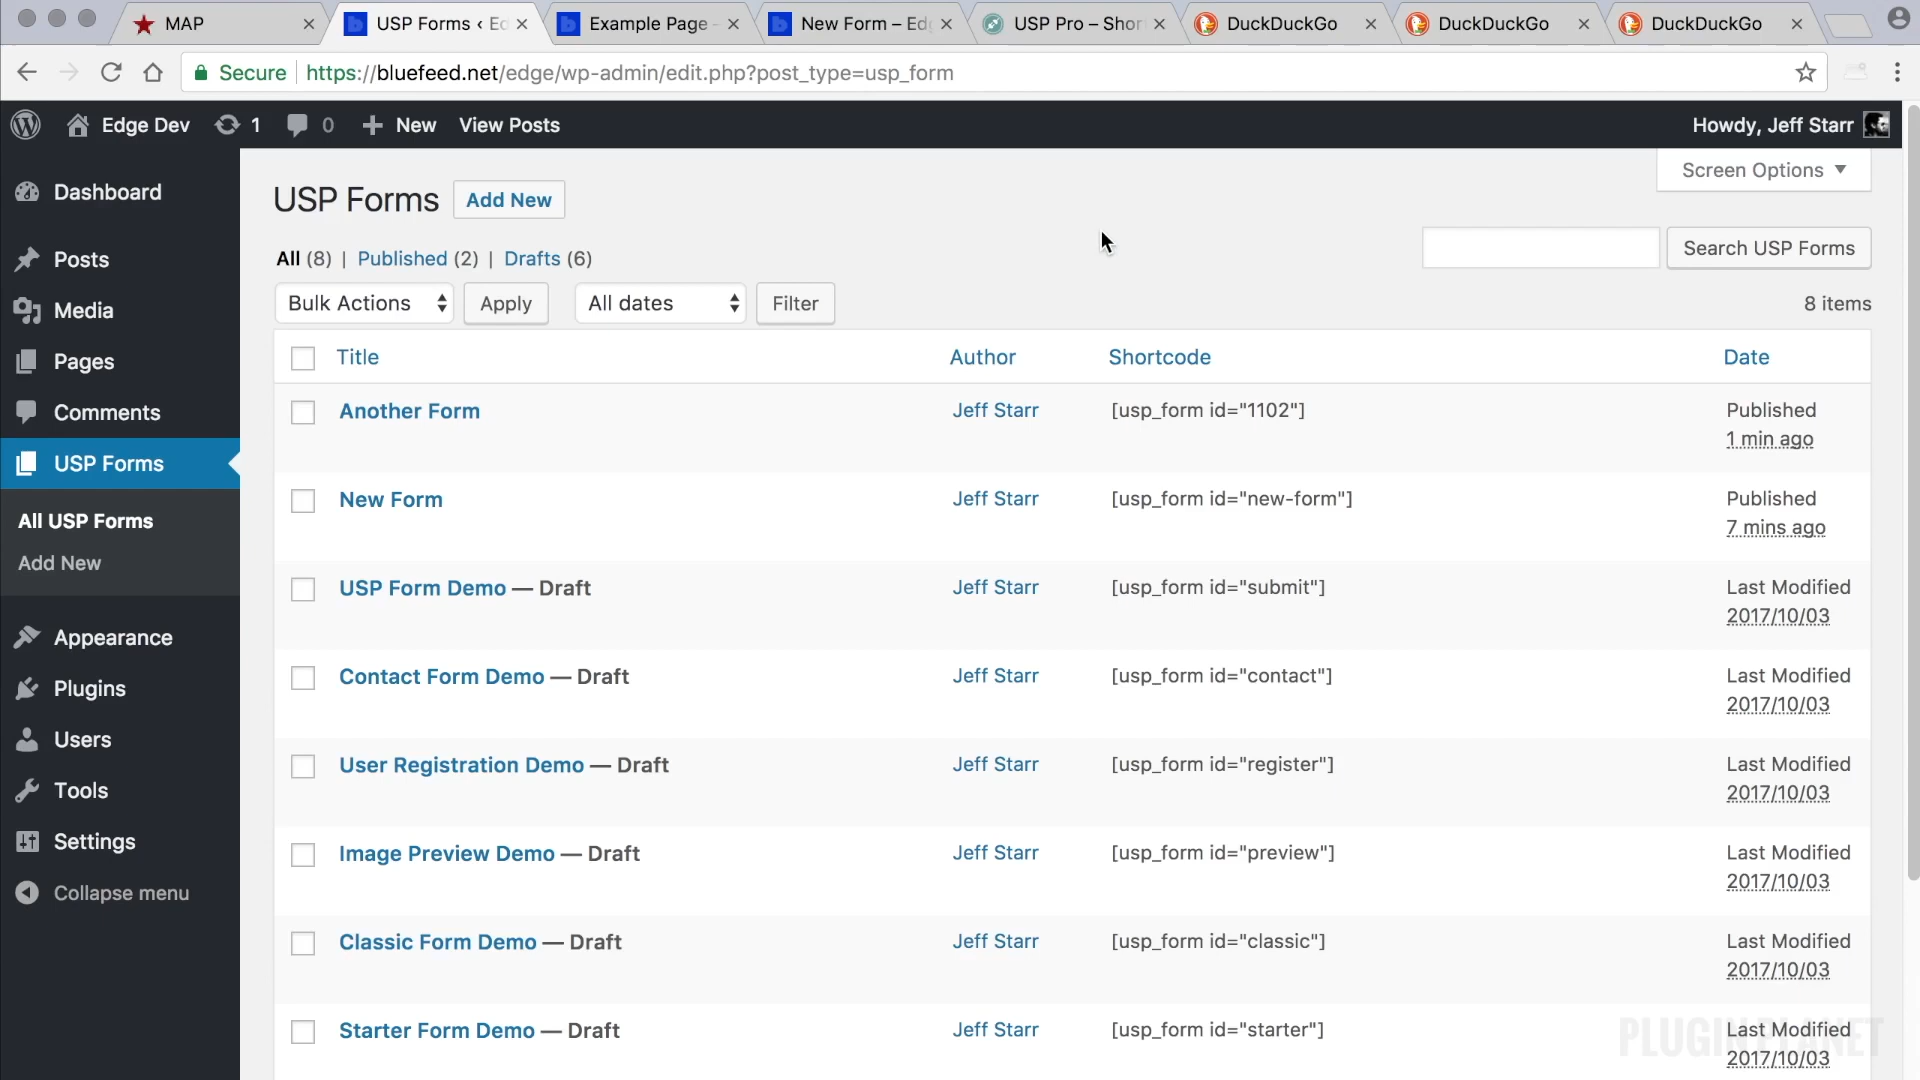 MAP
USP Forms ‹ Ed
Example Page -
New Form – Edg
USP Pro – Shor
DuckDuckGo
DuckDuckGo
DuckDuckGo
Secure
https://bluefeed.net/edge/wp-admin/edit.php?post_type=usp_form
Edge Dev
1
0
New
View Posts
Howdy, Jeff Starr
Dashboard
Posts
Media
Pages
Comments
USP Forms
All USP Forms
Add New
Appearance
Plugins
Users
Tools
Settings
Collapse menu
Screen Options
USP Forms
Add New
All (8) | Published (2) | Drafts (6)
Search USP Forms
Bulk Actions
Apply
All dates
Filter
8 items
Title Author Shortcode Date
Another Form Jeff Starr [usp_form id="1102"] Published
1 min ago
New Form Jeff Starr [usp_form id="new-form"] Published
7 mins ago
USP Form Demo — Draft Jeff Starr [usp_form id="submit"] Last Modified
2017/10/03
Contact Form Demo — Draft Jeff Starr [usp_form id="contact"] Last Modified
2017/10/03
User Registration Demo — Draft Jeff Starr [usp_form id="register"] Last Modified
2017/10/03
Image Preview Demo — Draft Jeff Starr [usp_form id="preview"] Last Modified
2017/10/03
Classic Form Demo — Draft Jeff Starr [usp_form id="classic"] Last Modified
2017/10/03
Starter Form Demo — Draft Jeff Starr [usp_form id="starter"] Last Modified
2017/10/03
PLUGIN PLANET